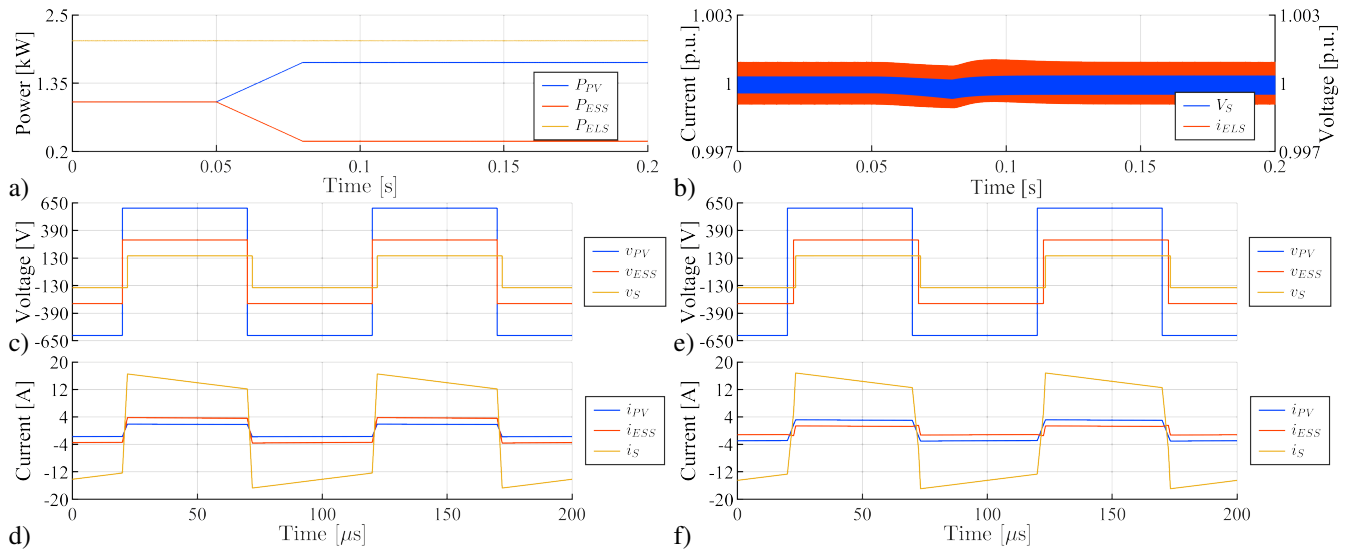 2.5
1.35
0.2
Power [kW]
P_PV
P_ESS
P_ELS
0 0.05 0.1 0.15 0.2
Time [s]
a)
1.003
1
0.997
Current [p.u.]
V_S
i_ELS
1.003
1
0.997
Voltage [p.u.]
0 0.05 0.1 0.15 0.2
Time [s]
b)
650
390
130
-130
-390
-650
Voltage [V]
v_PV
v_ESS
v_S
c)
650
390
130
-130
-390
-650
Voltage [V]
v_PV
v_ESS
v_S
e)
20
12
4
-4
-12
-20
Current [A]
i_PV
i_ESS
i_S
0 50 100 150 200
Time [μs]
d)
20
12
4
-4
-12
-20
Current [A]
i_PV
i_ESS
i_S
0 50 100 150 200
Time [μs]
f)